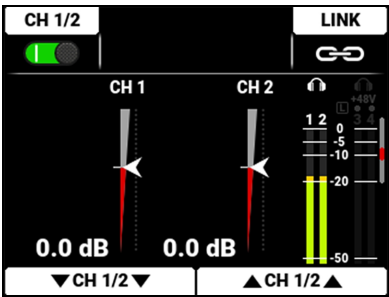 CH 1/2
LINK
CH 1
CH 2
+48V
L
1 2 3 4
0
-5
-10
-20
-50
0.0 dB
0.0 dB
▼CH 1/2▼
▲CH 1/2▲